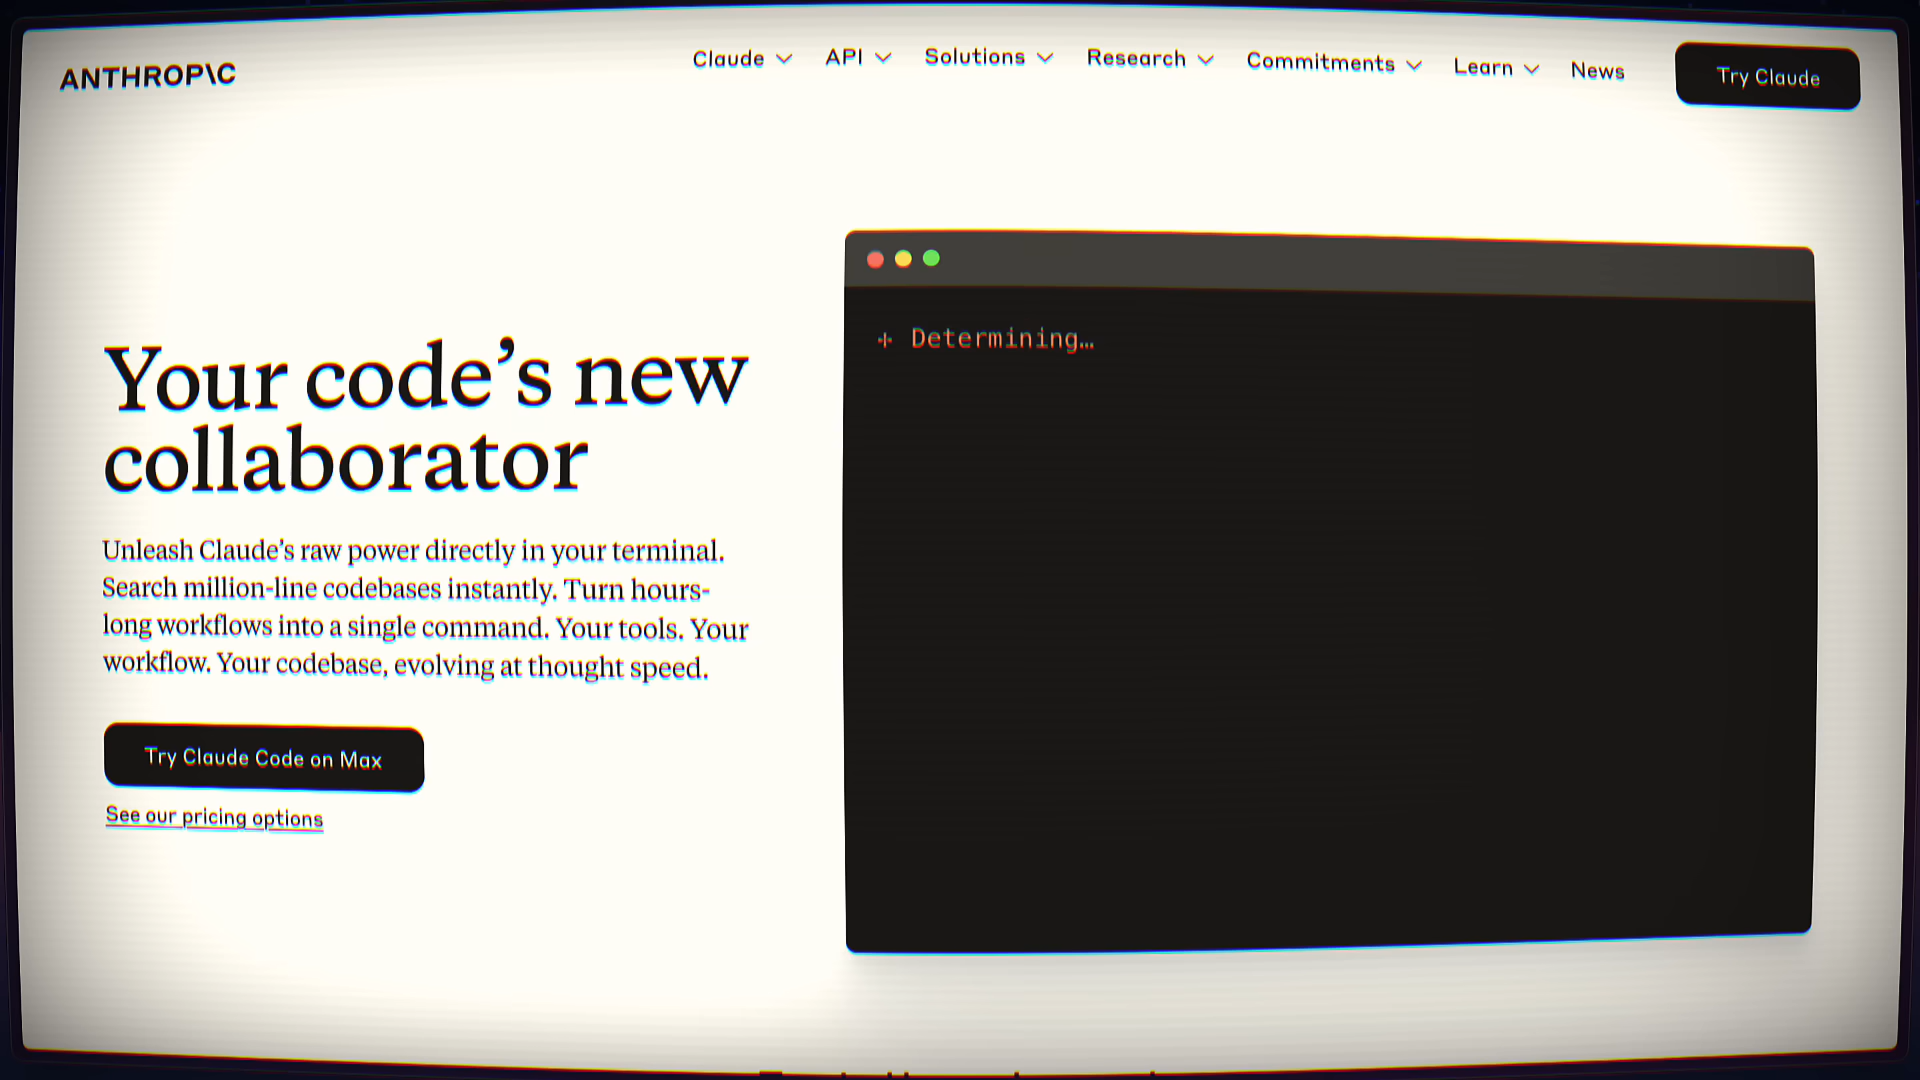 ANTHROP\C
Claude API Solutions Research Commitments Learn News
Try Claude
Your code’s new
collaborator
Unleash Claude’s raw power directly in your terminal.
Search million-line codebases instantly. Turn hours-
long workflows into a single command. Your tools. Your
workflow. Your codebase, evolving at thought speed.
Try Claude Code on Max
See our pricing options
Determining…